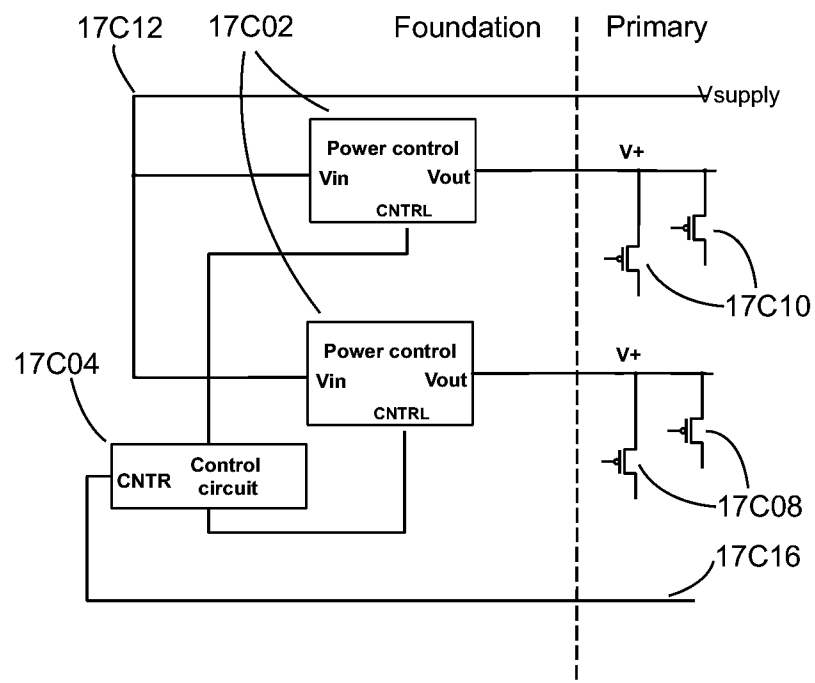 17C12 17C02 Foundation Primary
Vsupply
Power control
Vin Vout
CNTRL
V+
17C10
Power control
Vin Vout
CNTRL
V+
17C04
CNTR Control
circuit
17C08
17C16